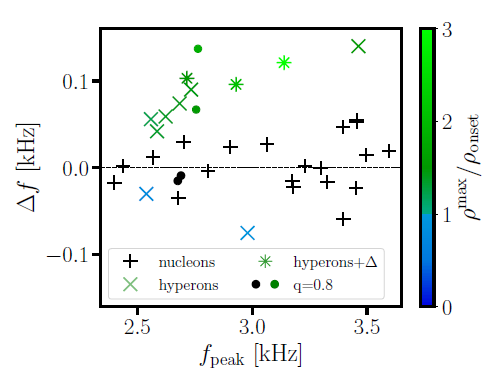 Δf [kHz]
0.1
0.0
−0.1
nucleons
hyperons
hyperons+Δ
q=0.8
2.5
3.0
3.5
f_peak [kHz]
3
2
1
0
ρ^max/ρ_onset